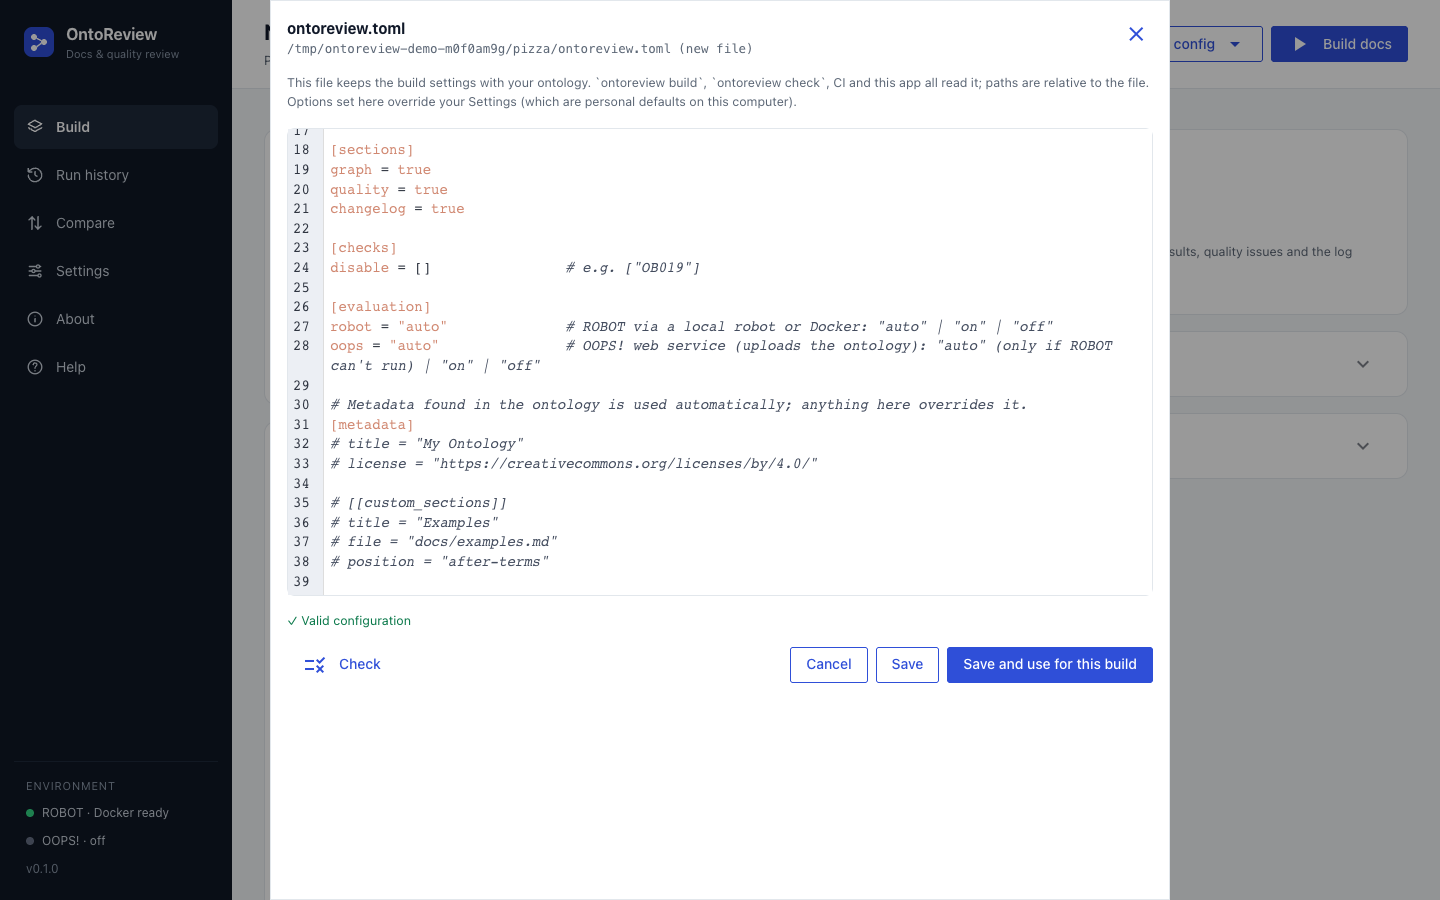 OntoReview
Docs & quality review
Build
Run history
Compare
Settings
About
Help
ENVIRONMENT
ROBOT · Docker ready
OOPS! · off
v0.1.0
config
Build docs
sults, quality issues and the log
ontoreview.toml
/tmp/ontoreview-demo-m0f0am9g/pizza/ontoreview.toml (new file)
This file keeps the build settings with your ontology. `ontoreview build`, `ontoreview check`, CI and this app all read it; paths are relative to the file.
Options set here override your Settings (which are personal defaults on this computer).
17
18 [sections]
19 graph = true
20 quality = true
21 changelog = true
22
23 [checks]
24 disable = [] # e.g. ["OB019"]
25
26 [evaluation]
27 robot = "auto" # ROBOT via a local robot or Docker: "auto" | "on" | "off"
28 oops = "auto" # OOPS! web service (uploads the ontology): "auto" (only if ROBOT
can't run) | "on" | "off"
29
30 # Metadata found in the ontology is used automatically; anything here overrides it.
31 [metadata]
32 # title = "My Ontology"
33 # license = "https://creativecommons.org/licenses/by/4.0/"
34
35 # [[custom_sections]]
36 # title = "Examples"
37 # file = "docs/examples.md"
38 # position = "after-terms"
39
✓ Valid configuration
Check
Cancel
Save
Save and use for this build